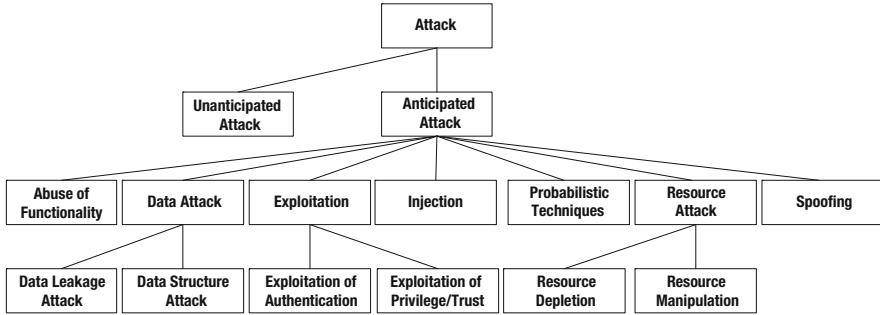 Attack
Unanticipated
Attack
Anticipated
Attack
Abuse of
Functionality
Data Attack
Exploitation
Injection
Probabilistic
Techniques
Resource
Attack
Spoofing
Data Leakage
Attack
Data Structure
Attack
Exploitation of
Authentication
Exploitation of
Privilege/Trust
Resource
Depletion
Resource
Manipulation